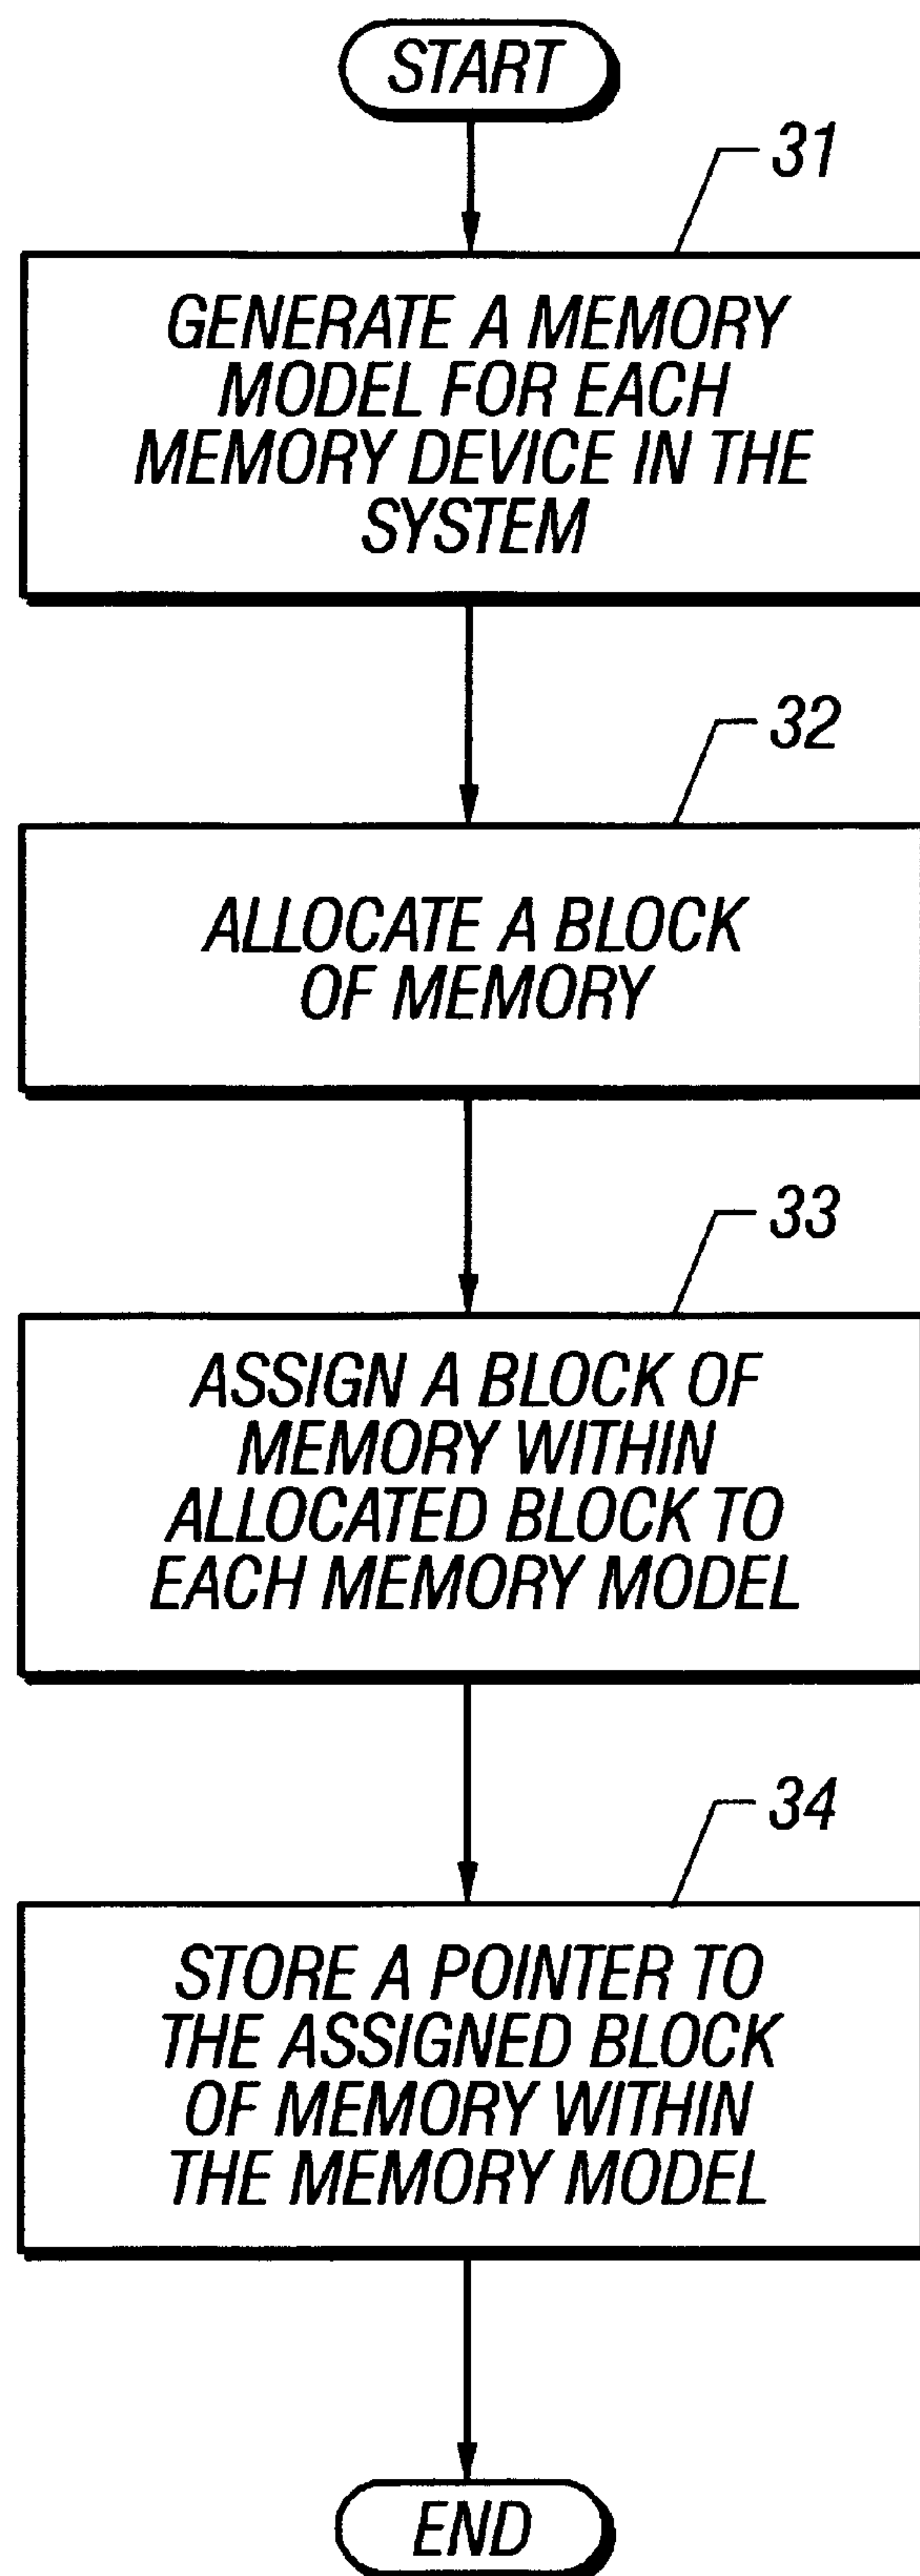 START
31
GENERATE A MEMORY
MODEL FOR EACH
MEMORY DEVICE IN THE
SYSTEM
32
ALLOCATE A BLOCK
OF MEMORY
33
ASSIGN A BLOCK OF
MEMORY WITHIN
ALLOCATED BLOCK TO
EACH MEMORY MODEL
34
STORE A POINTER TO
THE ASSIGNED BLOCK
OF MEMORY WITHIN
THE MEMORY MODEL
END